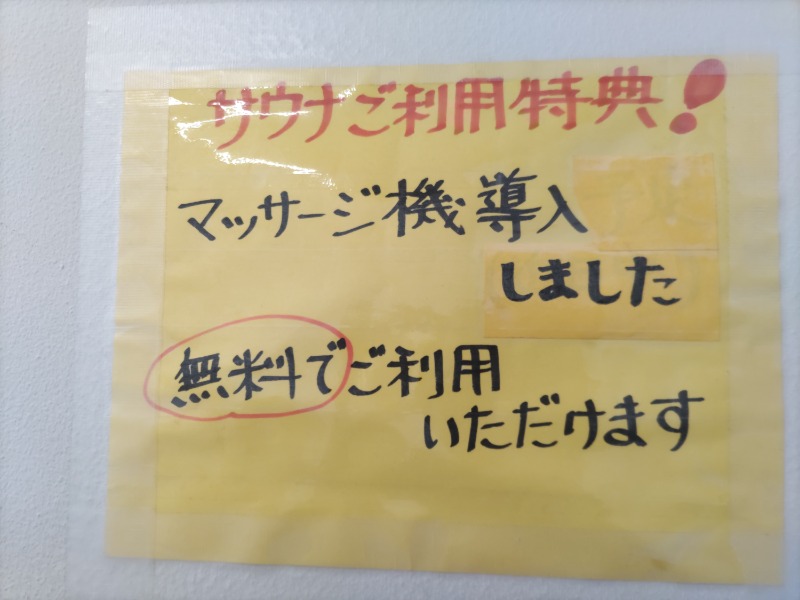 サウナご利用特典!
マッサージ機導入
しました
無料でご利用
いただけます